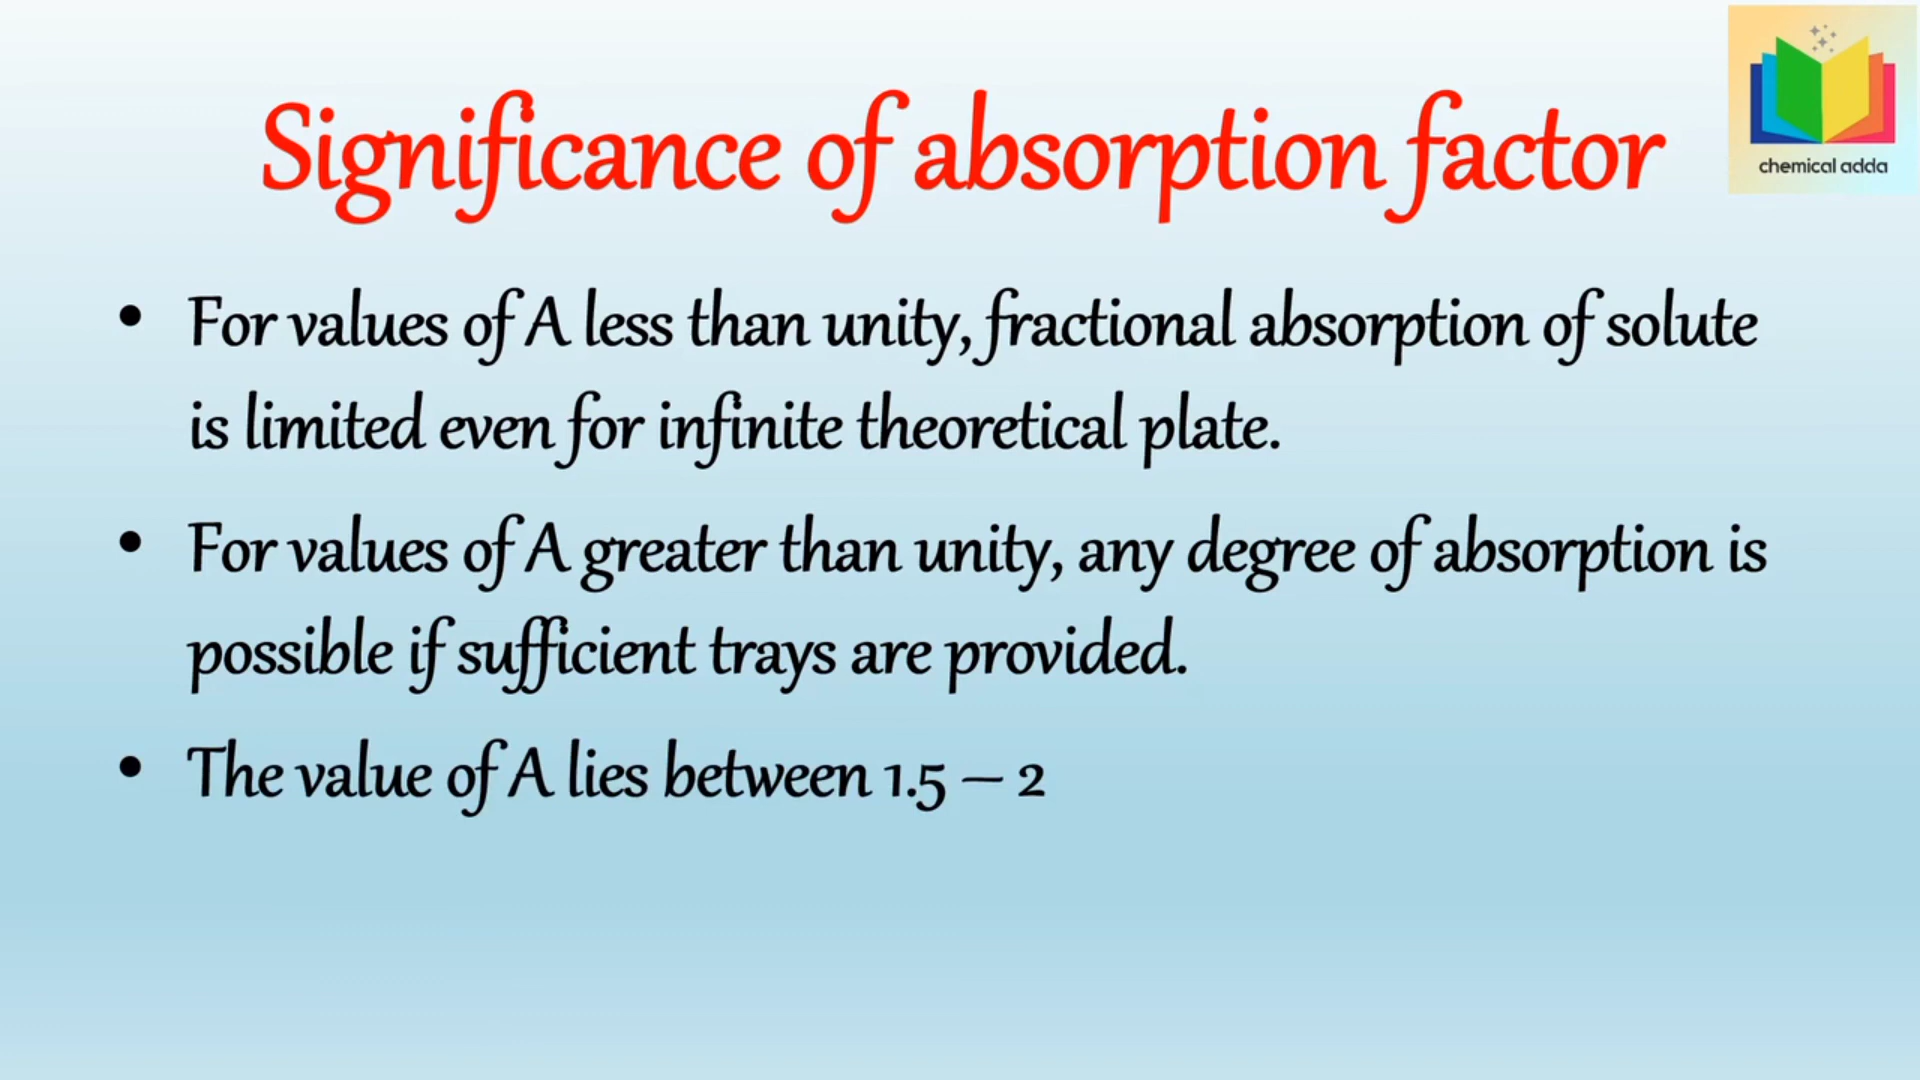 chemical adda
Significance of absorption factor
• For values of A less than unity, fractional absorption of solute
is limited even for infinite theoretical plate.
• For values of A greater than unity, any degree of absorption is
possible if sufficient trays are provided.
• The value of A lies between 1.5 – 2